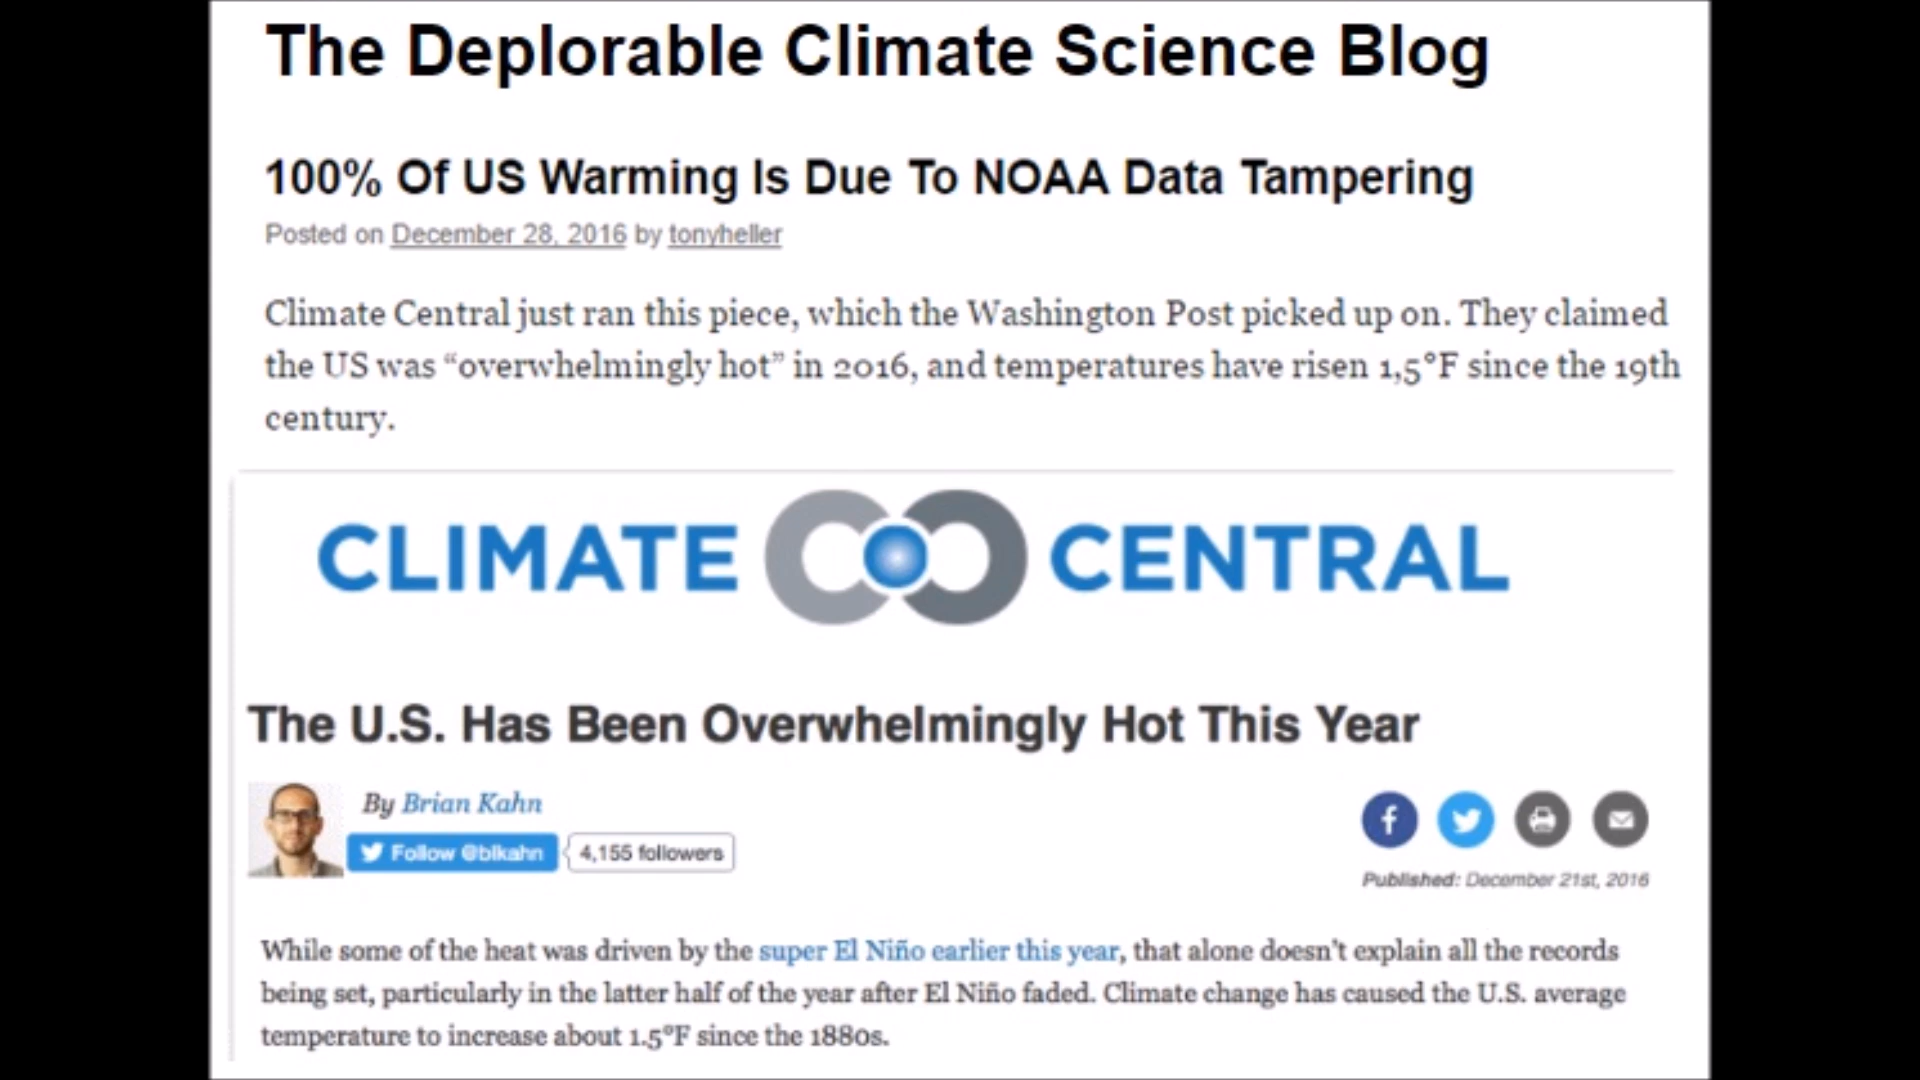 The Deplorable Climate Science Blog
100% Of US Warming Is Due To NOAA Data Tampering
Posted on December 28, 2016 by tonyheller
Climate Central just ran this piece, which the Washington Post picked up on. They claimed
the US was “overwhelmingly hot” in 2016, and temperatures have risen 1,5°F since the 19th
century.
CLIMATE CENTRAL
The U.S. Has Been Overwhelmingly Hot This Year
By Brian Kahn
Follow @blkahn 4,155 followers
Published: December 21st, 2016
While some of the heat was driven by the super El Niño earlier this year, that alone doesn't explain all the records
being set, particularly in the latter half of the year after El Niño faded. Climate change has caused the U.S. average
temperature to increase about 1.5°F since the 1880s.